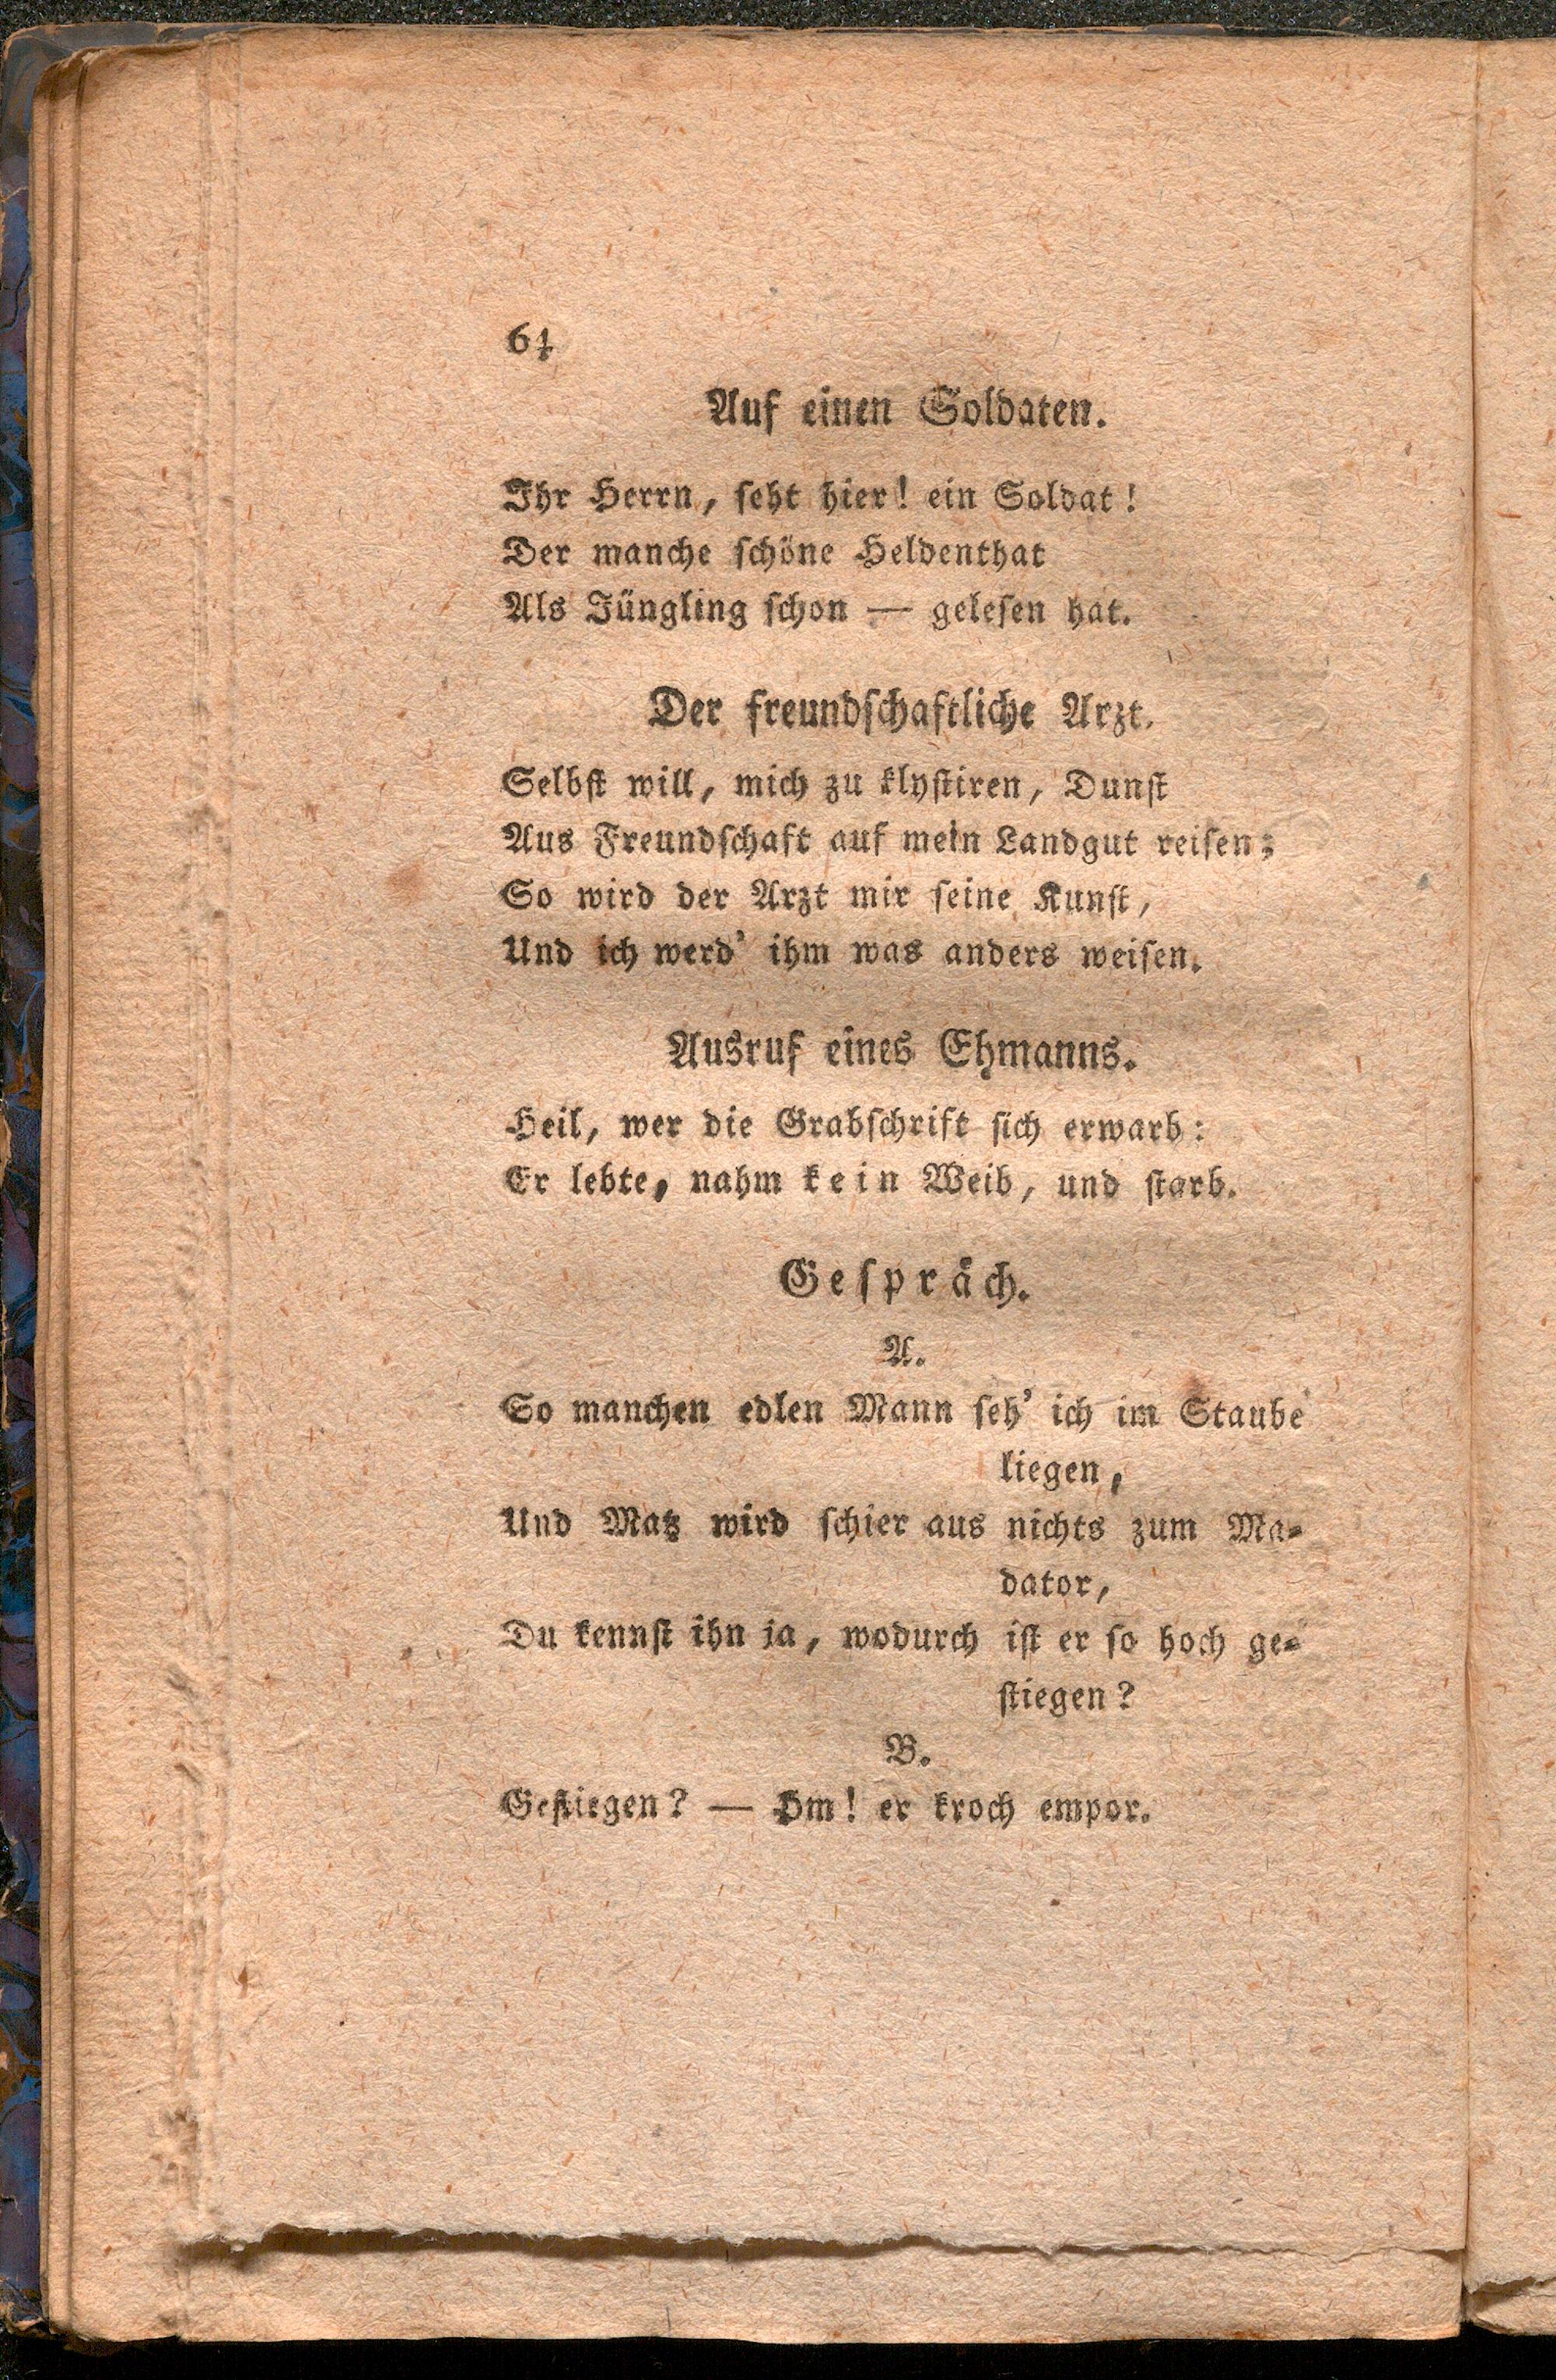 64
Auf einen Soldaten.
Ihr Herrn, ſeht hier! ein Soldat!
Der manche ſchöne Heldenthat
Als Jüngling ſchon — geleſen hat.
Der freundſchaftliche Arzt.
Selbſt will, mich zu klyſtiren, Dunſt
Aus Freundſchaft auf mein Landgut reiſen;
So wird der Arzt mir ſeine Kunſt,
Und ich werd' ihm was anders weiſen.
Ausruf eines Ehmanns.
Heil, wer die Grabſchrift ſich erwarb:
Er lebte, nahm kein Weib, und ſtarb.
Geſpräch.
A.
So manchen edlen Mann ſeh' ich im Staube
liegen,
Und Matz wird ſchier aus nichts zum Ma-
dator,
Du kennſt ihn ja, wodurch iſt er ſo hoch ge-
ſtiegen?
B.
Geſtiegen? — Hm! er kroch empor.